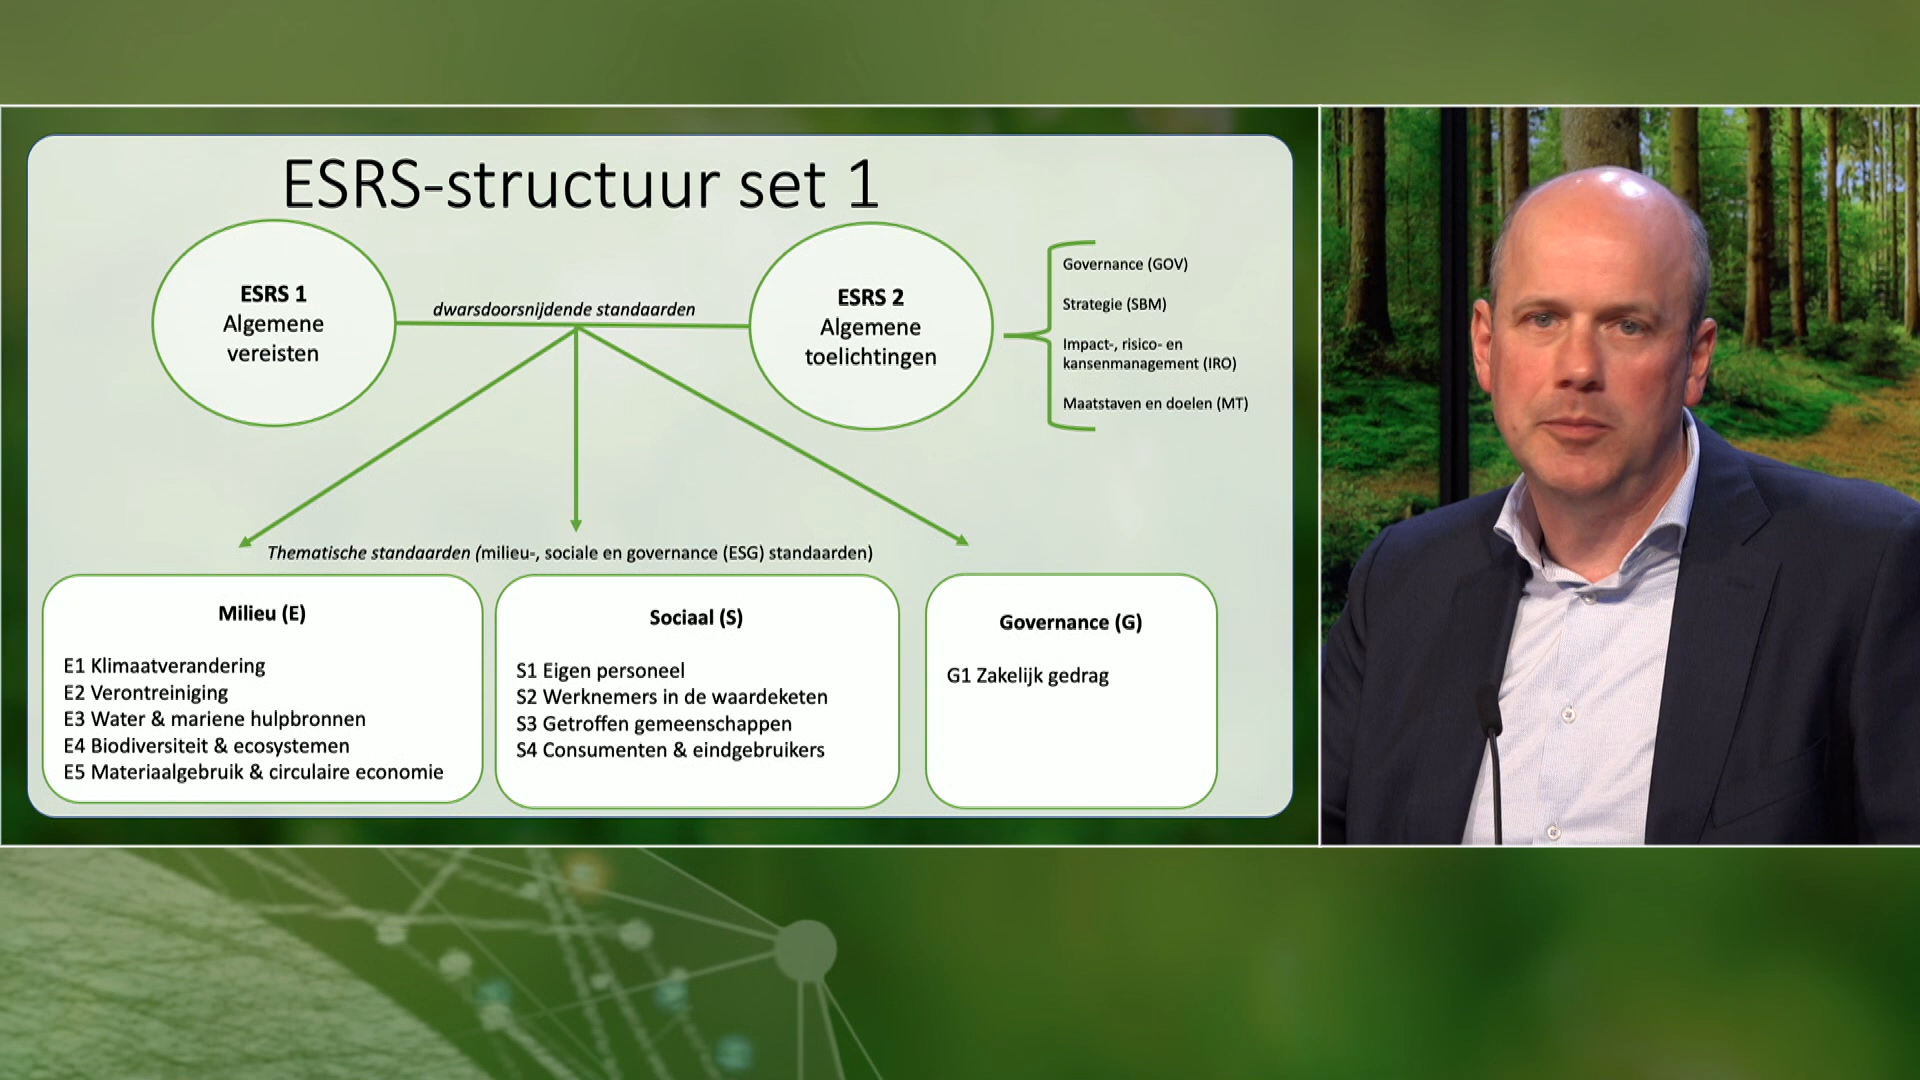 ESRS-structuur set 1
ESRS 1
Algemene
vereisten
dwarsdoorsnijdende standaarden
ESRS 2
Algemene
toelichtingen
Governance (GOV)
Strategie (SBM)
Impact-, risico- en
kansenmanagement (IRO)
Maatstaven en doelen (MT)
Thematische standaarden (milieu-, sociale en governance (ESG) standaarden)
Milieu (E)
E1 Klimaatverandering
E2 Verontreiniging
E3 Water & mariene hulpbronnen
E4 Biodiversiteit & ecosystemen
E5 Materiaalgebruik & circulaire economie
Sociaal (S)
S1 Eigen personeel
S2 Werknemers in de waardeketen
S3 Getroffen gemeenschappen
S4 Consumenten & eindgebruikers
Governance (G)
G1 Zakelijk gedrag